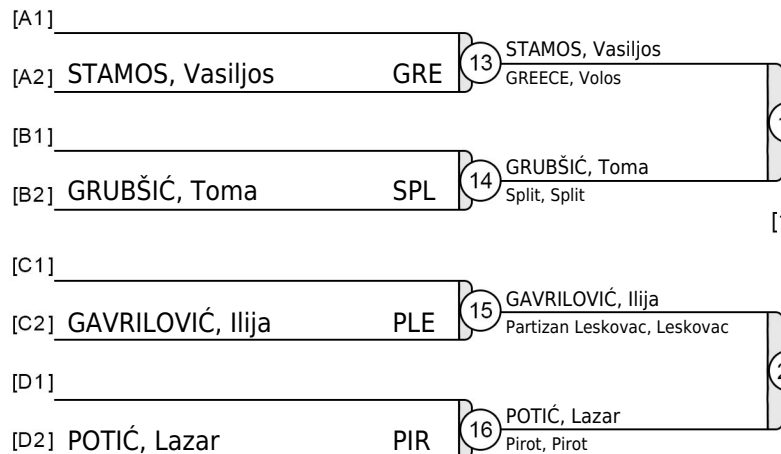 [A1]
[A2] STAMOS, Vasiljos GRE
13
STAMOS, Vasiljos
GREECE, Volos
[B1]
[B2] GRUBŠIĆ, Toma SPL
14
GRUBŠIĆ, Toma
Split, Split
[C1]
[C2] GAVRILOVIĆ, Ilija PLE
15
GAVRILOVIĆ, Ilija
Partizan Leskovac, Leskovac
[D1]
[D2] POTIĆ, Lazar PIR
16
POTIĆ, Lazar
Pirot, Pirot